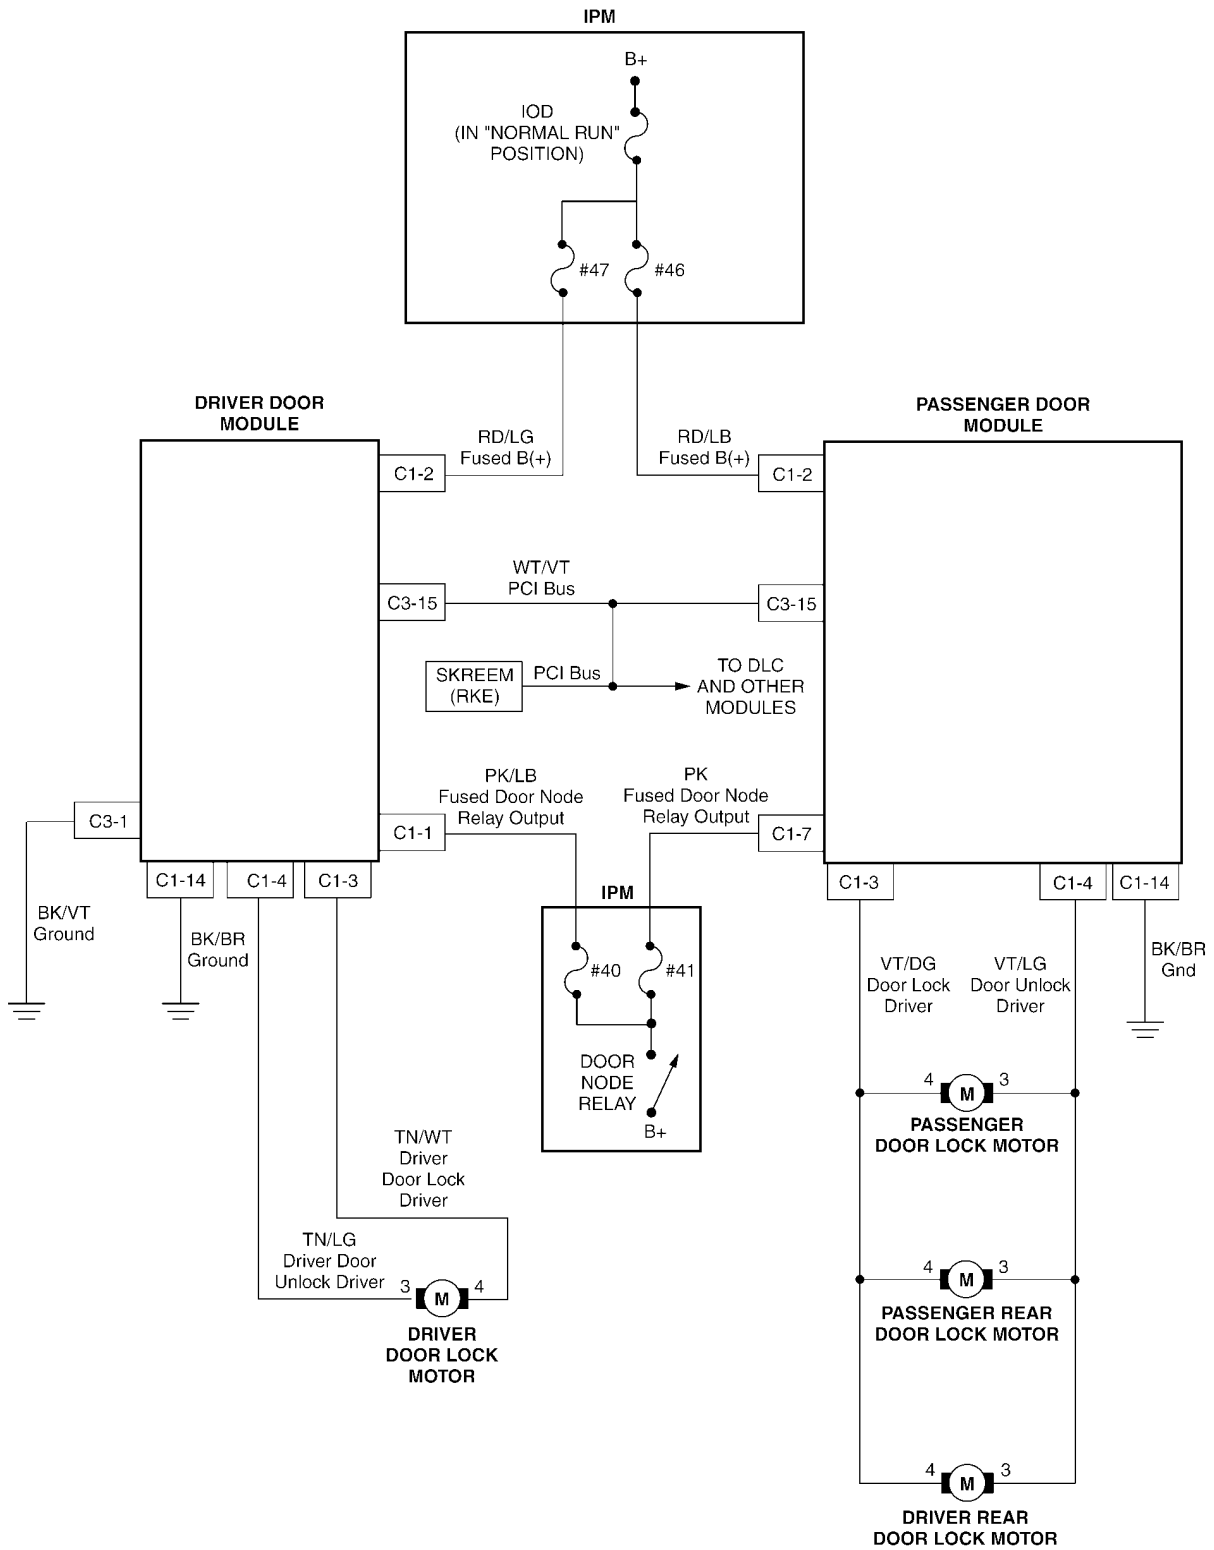 IPM
B+
IOD
(IN "NORMAL RUN"
POSITION)
#47
#46
DRIVER DOOR
MODULE
PASSENGER DOOR
MODULE
RD/LG
Fused B(+)
RD/LB
Fused B(+)
C1-2
C1-2
WT/VT
PCI Bus
C3-15
C3-15
SKREEM
(RKE)
PCI Bus
TO DLC
AND OTHER
MODULES
PK/LB
Fused Door Node
Relay Output
PK
Fused Door Node
Relay Output
C3-1
C1-1
C1-7
C1-14
C1-4
C1-3
C1-3
C1-4
C1-14
IPM
BK/VT
Ground
BK/BR
Ground
#40
#41
VT/DG
Door Lock
Driver
VT/LG
Door Unlock
Driver
BK/BR
Gnd
DOOR
NODE
RELAY
B+
4
M
3
PASSENGER
DOOR LOCK MOTOR
TN/WT
Driver
Door Lock
Driver
TN/LG
Driver Door
Unlock Driver
3
M
4
DRIVER
DOOR LOCK
MOTOR
4
M
3
PASSENGER REAR
DOOR LOCK MOTOR
4
M
3
DRIVER REAR
DOOR LOCK MOTOR